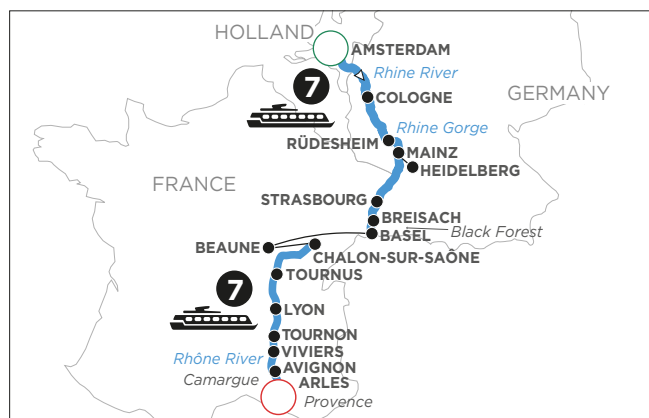 HOLLAND
AMSTERDAM
Rhine River
7
COLOGNE
GERMANY
Rhine Gorge
RÜDESHEIM
MAINZ
HEIDELBERG
FRANCE
STRASBOURG
BREISACH
BASEL
Black Forest
BEAUNE
CHALON-SUR-SAÔNE
TOURNUS
7
LYON
TOURNON
VIVIERS
Rhône River
AVIGNON
Camargue
ARLES
Provence